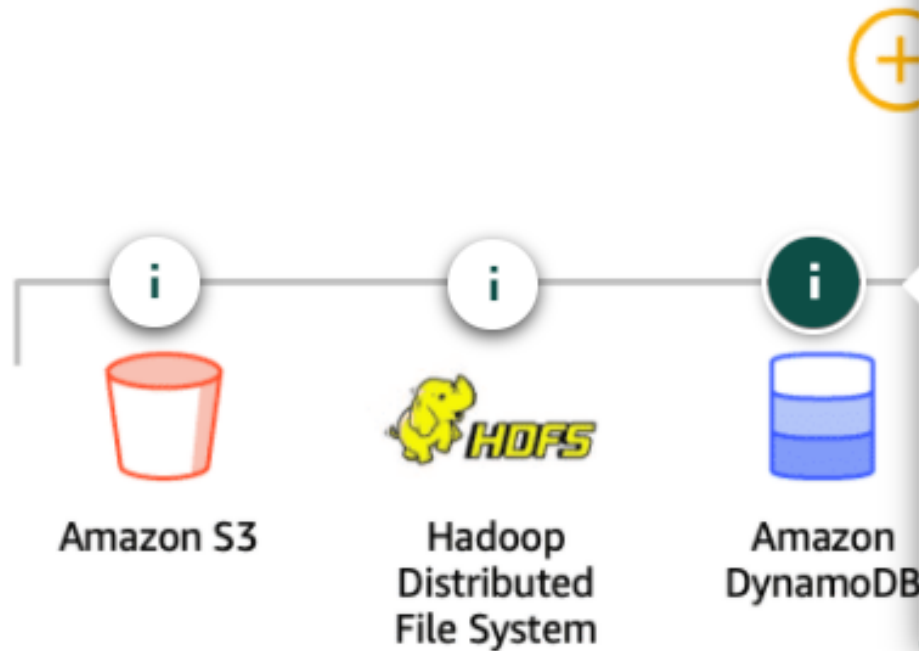 i i i
HDFS
Amazon S3
Hadoop
Distributed
File System
Amazon
DynamoDB